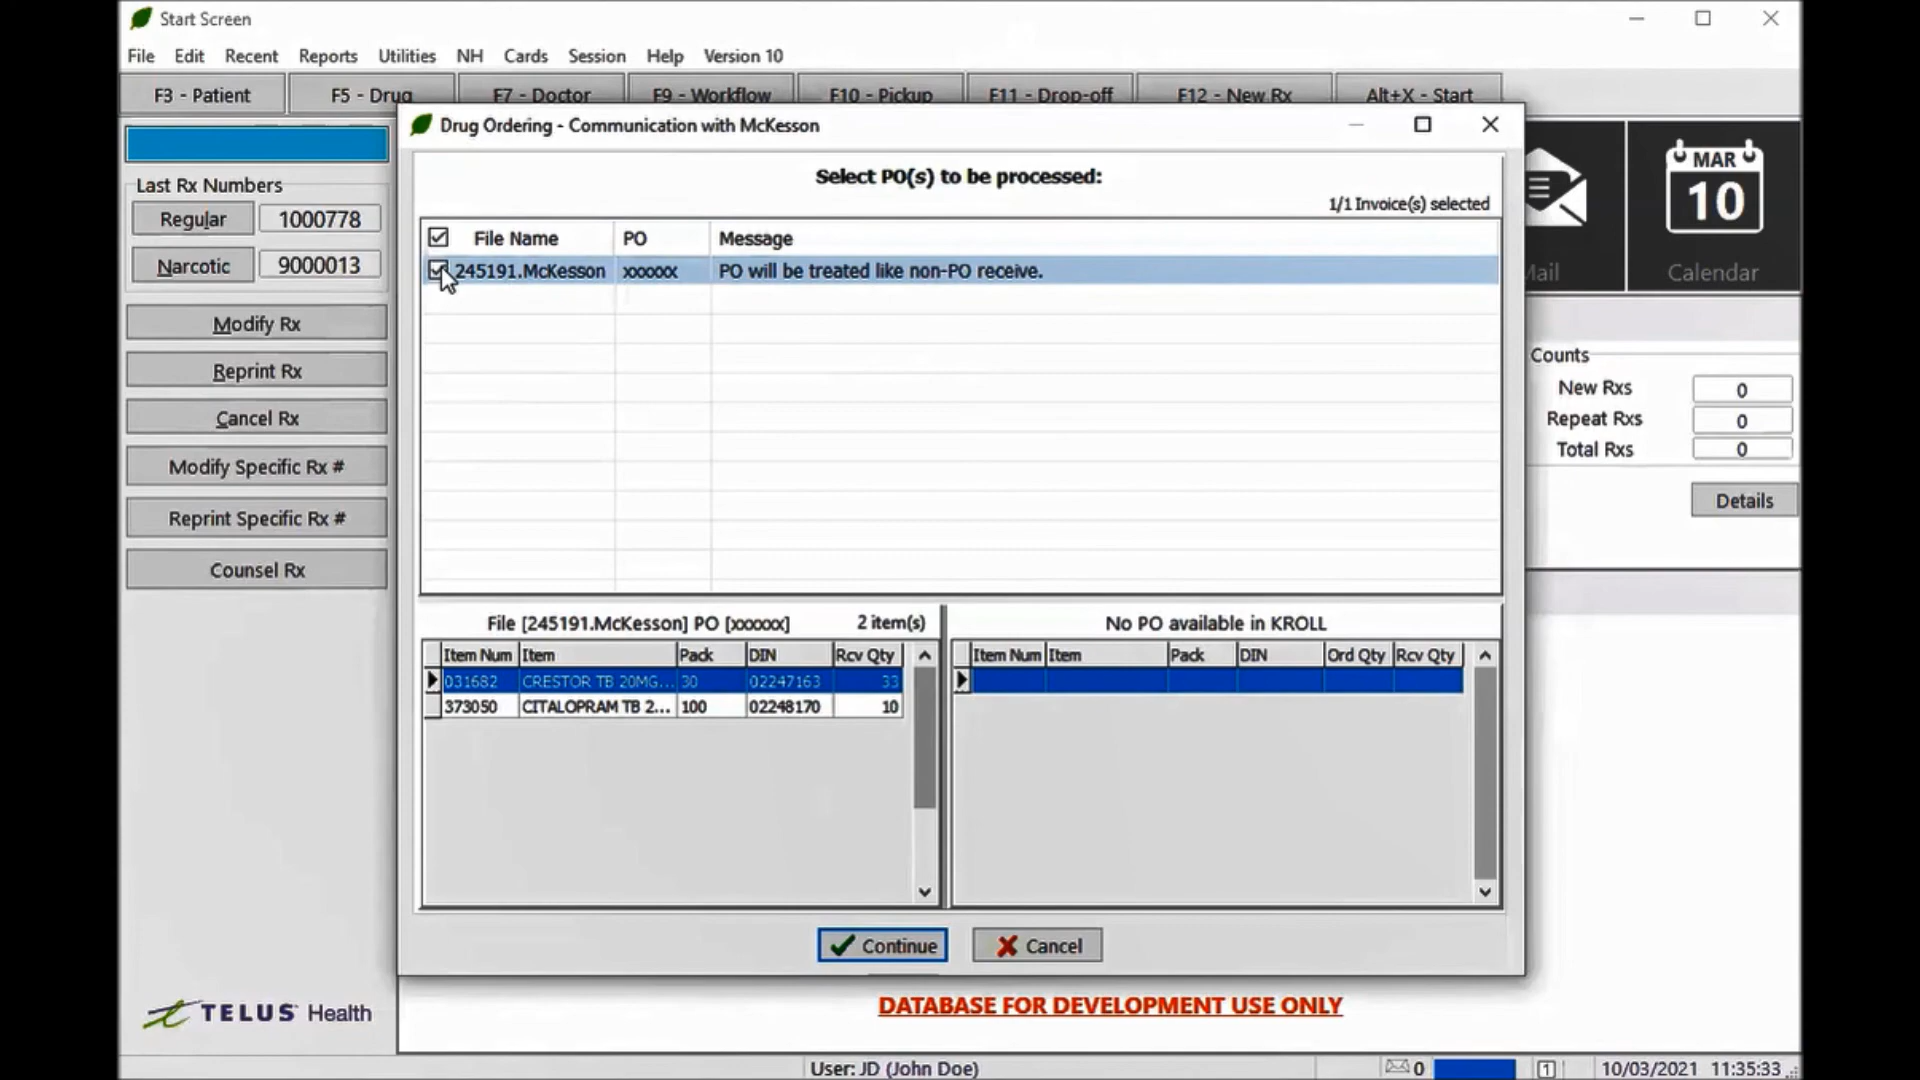 Start Screen
File Edit Recent Reports Utilities NH Cards Session Help Version 10
F3 - Patient F5 - Drug F7 - Doctor F9 - Workflow F10 - Pickup F11 - Drop-off F12 - New Rx Alt+X - Start
Drug Ordering - Communication with McKesson
Select PO(s) to be processed:
1/1 Invoice(s) selected
File Name PO Message
245191.McKesson xxxxxx PO will be treated like non-PO receive.
File [245191.McKesson] PO [xxxxxx] 2 item(s)
Item Num Item Pack DIN Rcv Qty
031682 CRESTOR TB 20MG... 30 02247163 33
373050 CITALOPRAM TB 2... 100 02248170 10
No PO available in KROLL
Item Num Item Pack DIN Ord Qty Rcv Qty
Continue Cancel
Last Rx Numbers
Regular 1000778
Narcotic 9000013
Modify Rx
Reprint Rx
Cancel Rx
Modify Specific Rx #
Reprint Specific Rx #
Counsel Rx
MAR
10
Mail Calendar
Counts
New Rxs 0
Repeat Rxs 0
Total Rxs 0
Details
TELUS Health
DATABASE FOR DEVELOPMENT USE ONLY
User: JD (John Doe) 0 1 10/03/2021 11:35:33